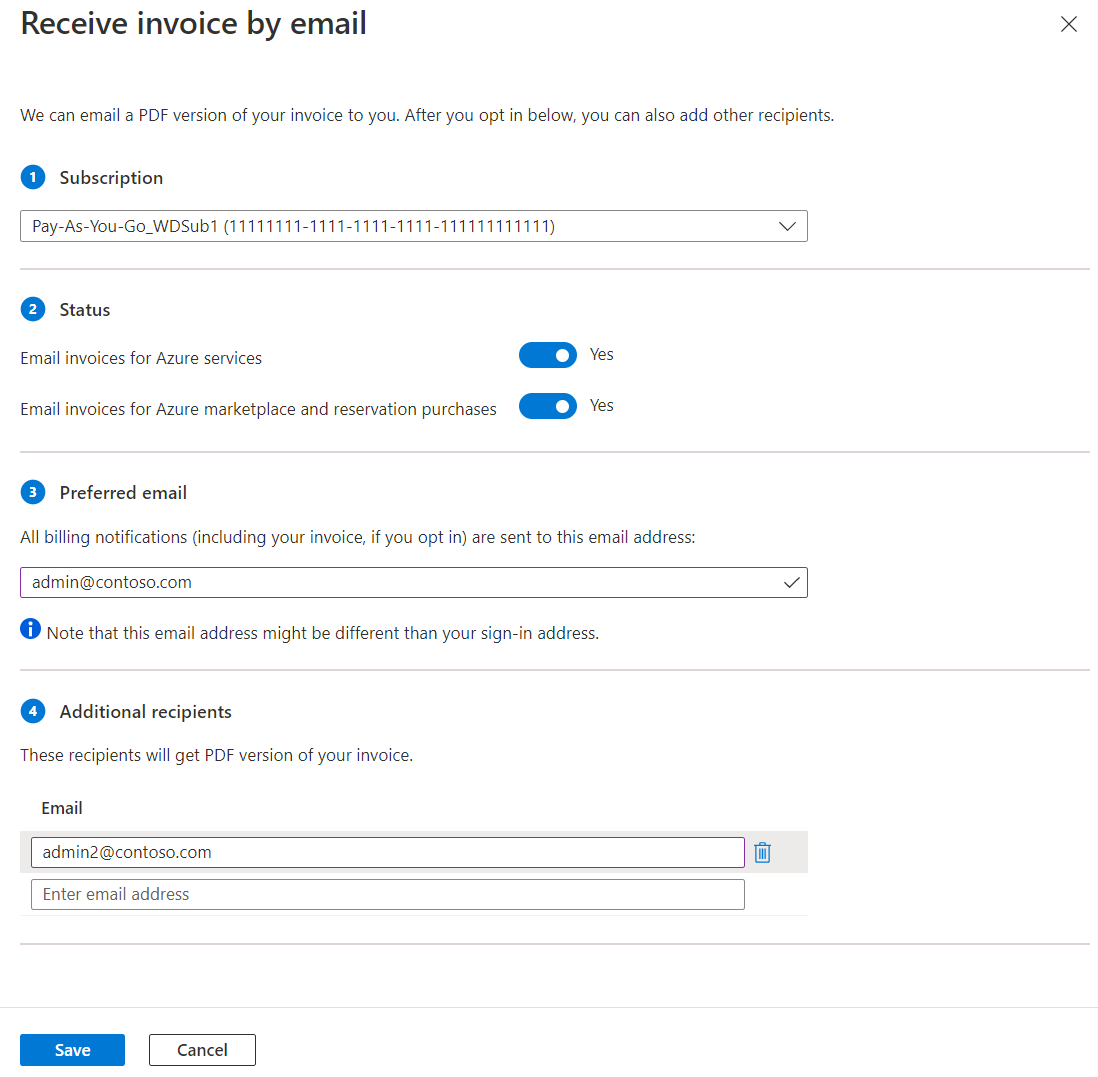 Receive invoice by email
We can email a PDF version of your invoice to you. After you opt in below, you can also add other recipients.
1 Subscription
Pay-As-You-Go_WDSub1 (11111111-1111-1111-1111-111111111111)
2 Status
Email invoices for Azure services Yes
Email invoices for Azure marketplace and reservation purchases Yes
3 Preferred email
All billing notifications (including your invoice, if you opt in) are sent to this email address:
admin@contoso.com
Note that this email address might be different than your sign-in address.
4 Additional recipients
These recipients will get PDF version of your invoice.
Email
admin2@contoso.com
Enter email address
Save Cancel